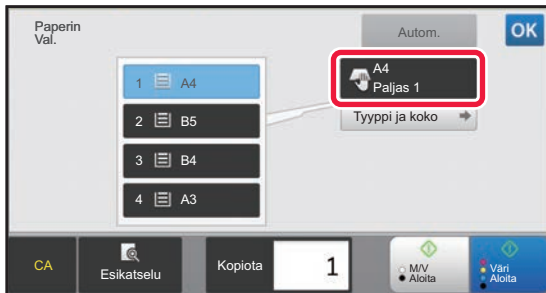 Paperin
Val.
Autom.
OK
1 A4
2 B5
3 B4
4 A3
A4
Paljas 1
Tyyppi ja koko
CA
Esikatselu
Kopiota
1
M/V
Aloita
Väri
Aloita